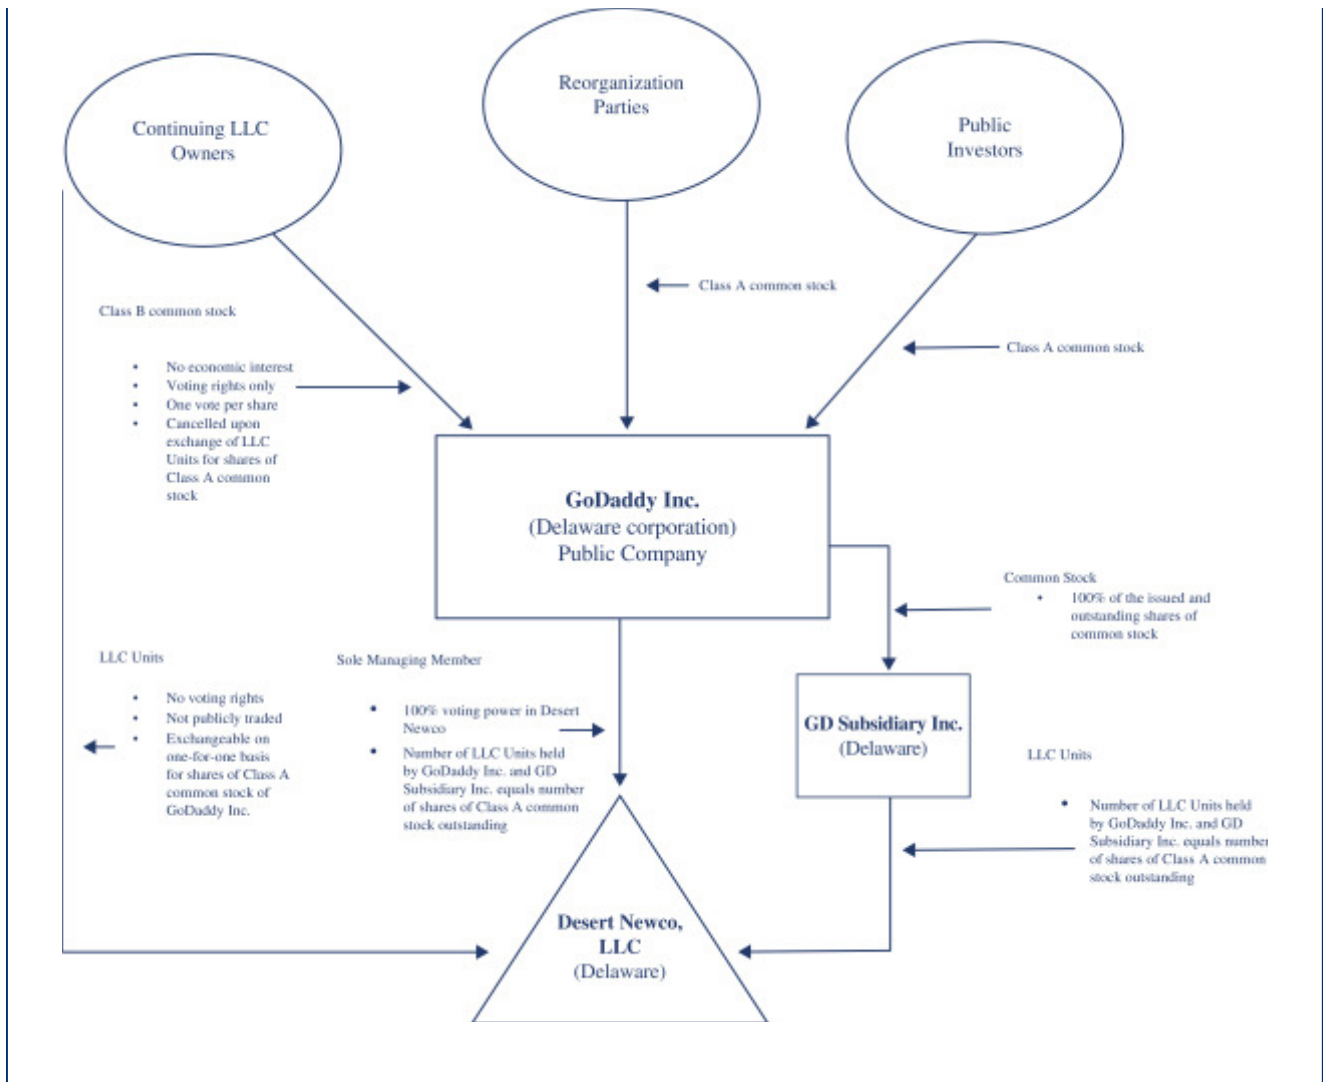 Continuing LLC
Owners
Reorganization
Parties
Public
Investors
Class A common stock
Class A common stock
Class B common stock
• No economic interest
• Voting rights only
• One vote per share
• Cancelled upon
exchange of LLC
Units for shares of
Class A common
stock
GoDaddy Inc.
(Delaware corporation)
Public Company
Common Stock
• 100% of the issued and
outstanding shares of
common stock
LLC Units
• No voting rights
• Not publicly traded
• Exchangeable on
one-for-one basis
for shares of Class A
common stock of
GoDaddy Inc.
Sole Managing Member
• 100% voting power in Desert
Newco
• Number of LLC Units held
by GoDaddy Inc. and GD
Subsidiary Inc. equals number
of shares of Class A common
stock outstanding
GD Subsidiary Inc.
(Delaware)
LLC Units
• Number of LLC Units held
by GoDaddy Inc. and GD
Subsidiary Inc. equals number
of shares of Class A common
stock outstanding
Desert Newco,
LLC
(Delaware)